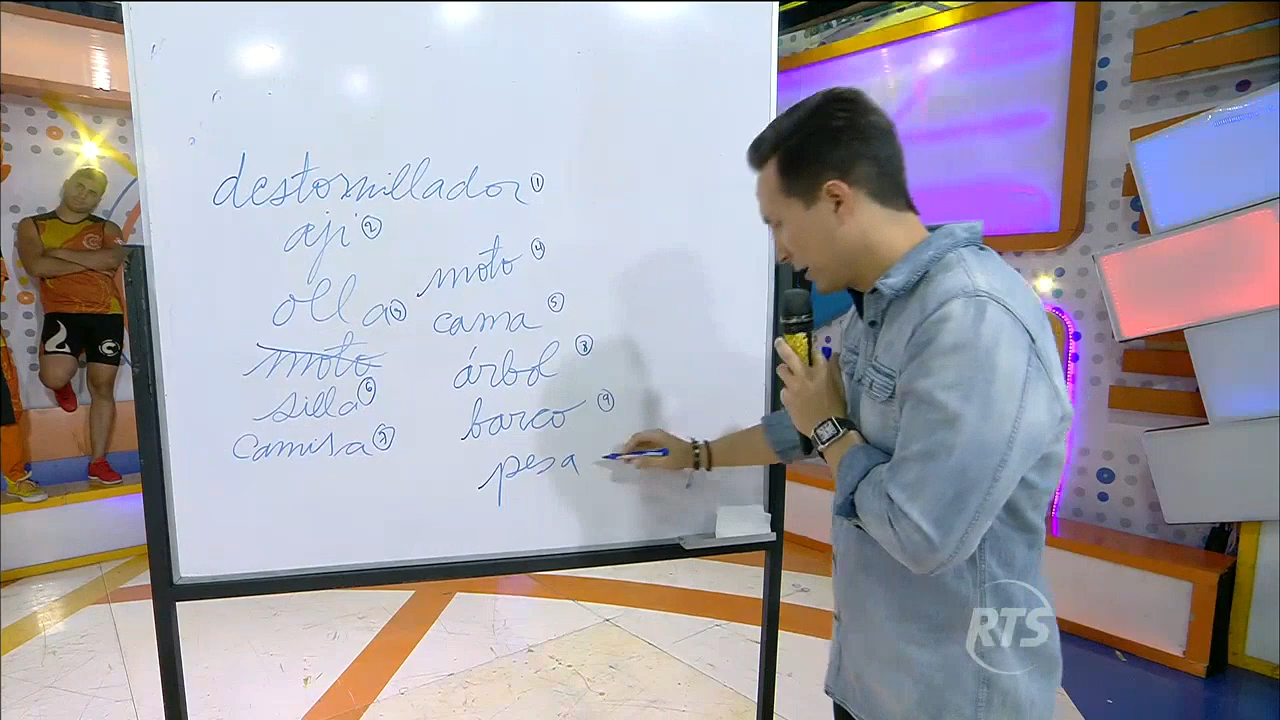 destornillador ①
aji ②
olla ③
moto
silla ⑥
camisa ⑦
moto ④
cama ⑤
árbol ⑧
barco ⑨
pesa
RTS